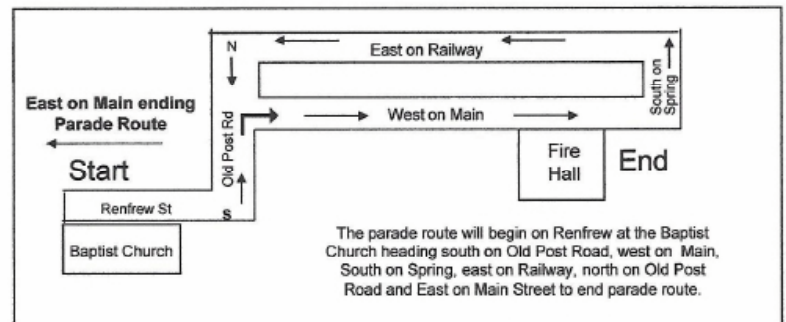 N
East on Railway
South on Spring
East on Main ending
Parade Route
West on Main
Old Post Rd
Start
Fire
Hall
End
Renfrew St
S
Baptist Church
The parade route will begin on Renfrew at the Baptist
Church heading south on Old Post Road, west on Main,
South on Spring, east on Railway, north on Old Post
Road and East on Main Street to end parade route.